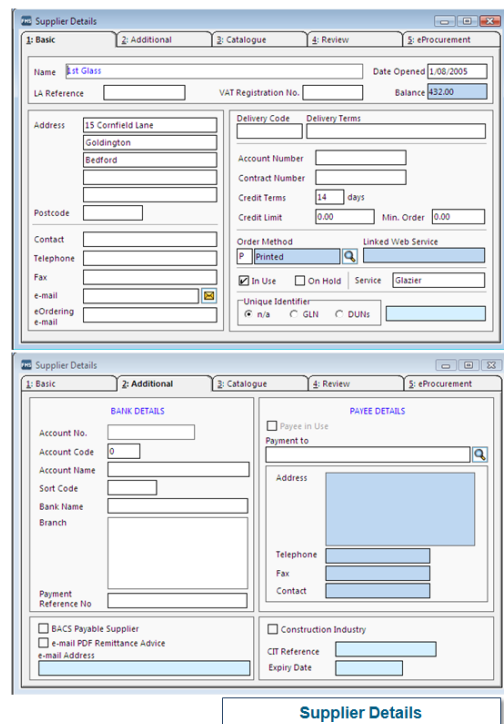 Supplier Details
1: Basic 2: Additional 3: Catalogue 4: Review 5: eProcurement
Name 1st Glass Date Opened 1/08/2005
LA Reference VAT Registration No. Balance 432.00
Address 15 Cornfield Lane
Goldington
Bedford
Postcode
Contact
Telephone
Fax
e-mail
eOrdering
e-mail
Delivery Code Delivery Terms
Account Number
Contract Number
Credit Terms 14 days
Credit Limit 0.00 Min. Order 0.00
Order Method Linked Web Service
P Printed
In Use On Hold Service Glazier
Unique Identifier
n/a GLN DUNs
Supplier Details
1: Basic 2: Additional 3: Catalogue 4: Review 5: eProcurement
BANK DETAILS
Account No.
Account Code 0
Account Name
Sort Code
Bank Name
Branch
Payment
Reference No
PAYEE DETAILS
Payee in Use
Payment to
Address
Telephone
Fax
Contact
BACS Payable Supplier
e-mail PDF Remittance Advice
e-mail Address
Construction Industry
CIT Reference
Expiry Date
Supplier Details